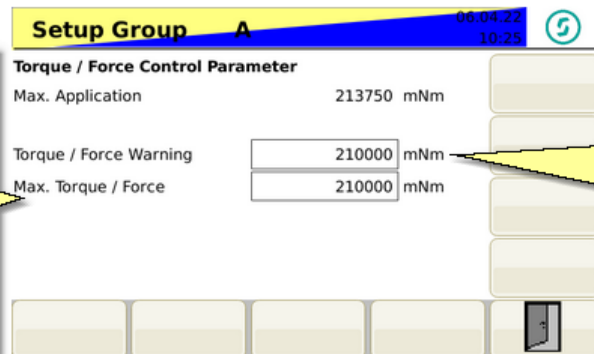 Setup Group A
06.04.22
10:25
Torque / Force Control Parameter
Max. Application 213750 mNm
Torque / Force Warning 210000 mNm
Max. Torque / Force 210000 mNm